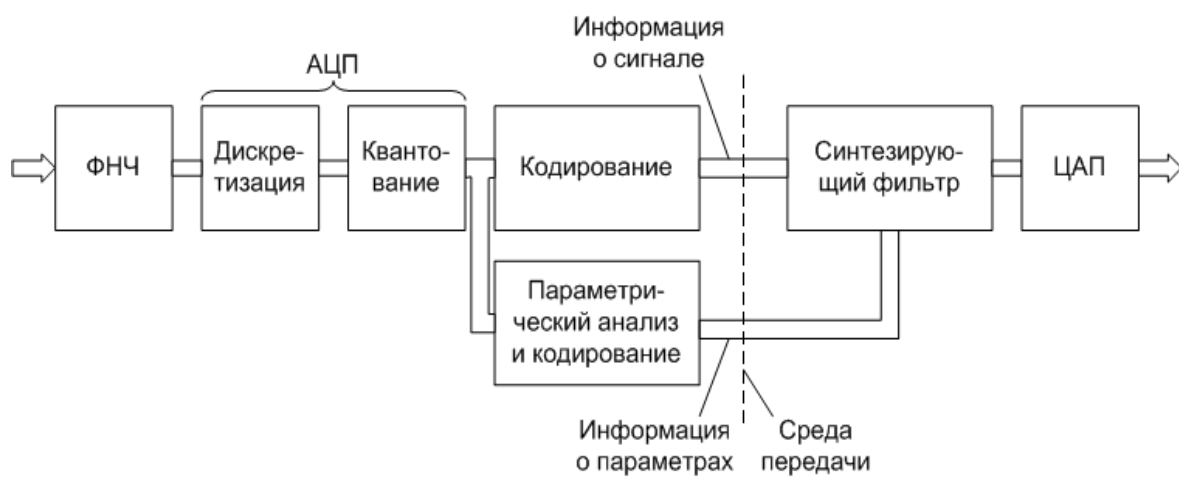 Информация
о сигнале
АЦП
ФНЧ
Дискре-
тизация
Кванто-
вание
Кодирование
Синтезирую-
щий фильтр
ЦАП
Параметри-
ческий анализ
и кодирование
Информация
о параметрах
Среда
передачи